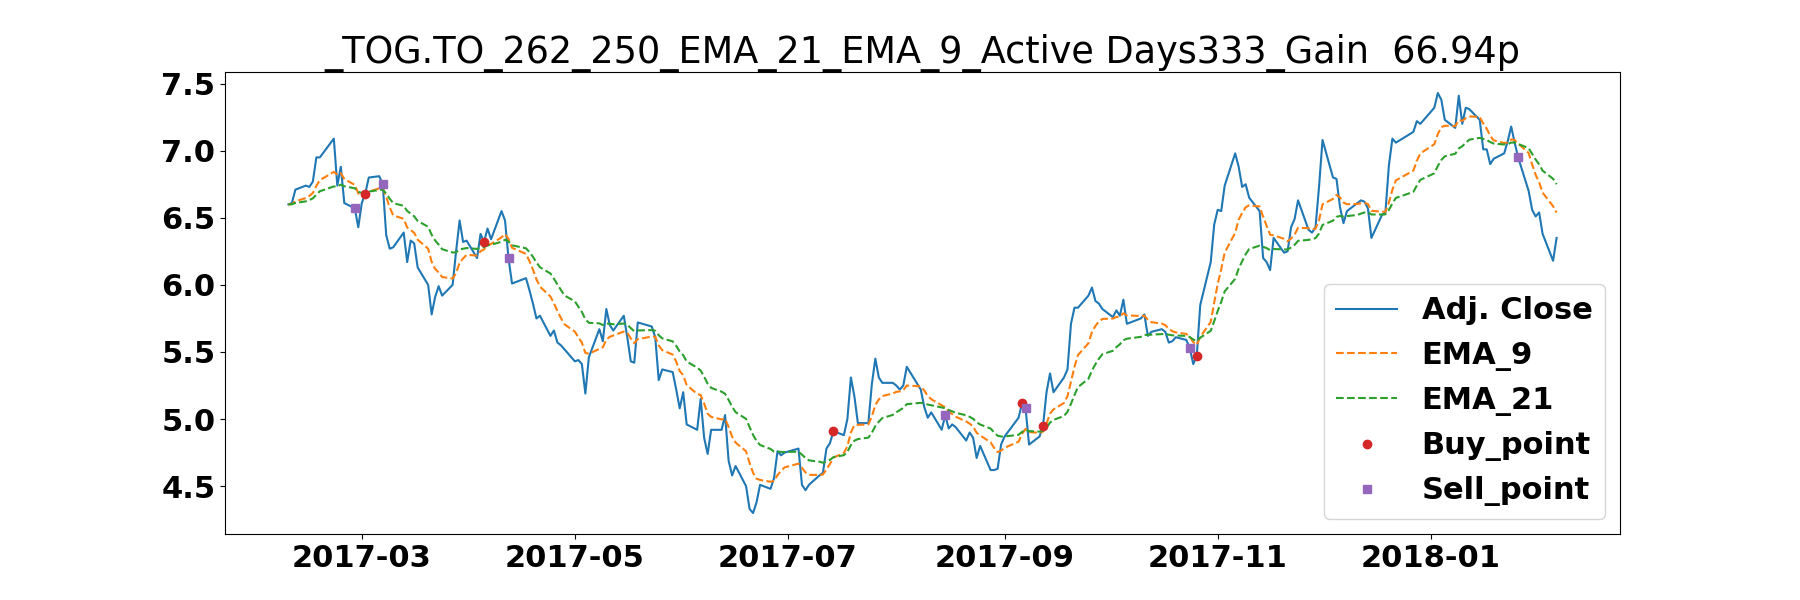 _TOG.TO_262_250_EMA_21_EMA_9_Active Days333_Gain  66.94p
7.5
7.0
6.5
6.0
5.5
5.0
4.5
2017-03 2017-05 2017-07 2017-09 2017-11 2018-01
Adj. Close
EMA_9
EMA_21
Buy_point
Sell_point